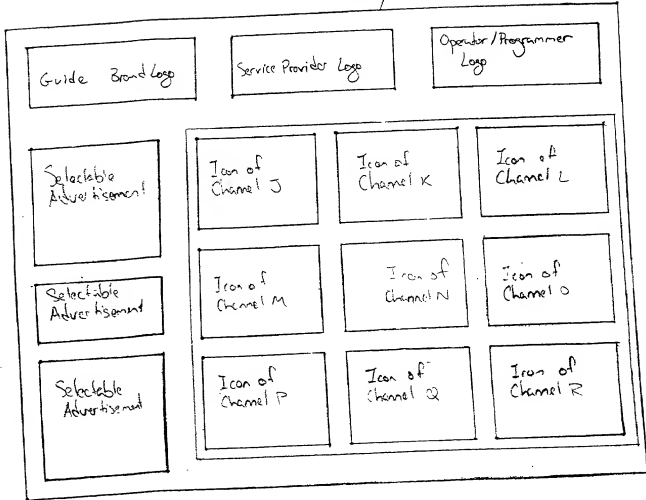 Guide Brand Logo
Service Provider Logo
Operator/Programmer
Logo
Selectable
Advertisement
Icon of
Channel J
Icon of
Channel K
Icon of
Channel L
Selectable
Advertisement
Icon of
Channel M
Icon of
Channel N
Icon of
Channel O
Selectable
Advertisement
Icon of
Channel P
Icon of
Channel Q
Icon of
Channel R